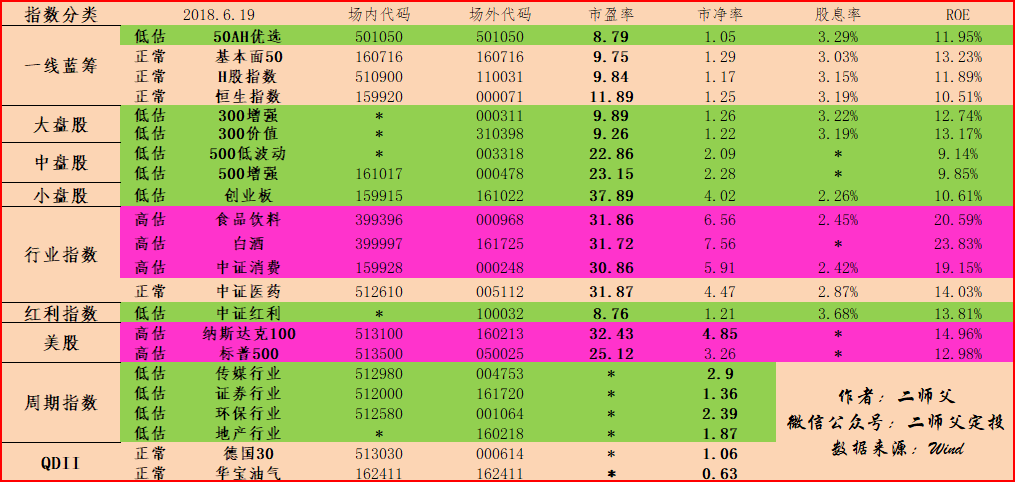 指数分类 2018.6.19 场内代码 场外代码 市盈率 市净率 股息率 ROE
一线蓝筹
低估 50AH优选 501050 501050 8.79 1.05 3.29% 11.95%
正常 基本面50 160716 160716 9.75 1.29 3.03% 13.23%
正常 H股指数 510900 110031 9.84 1.17 3.15% 11.89%
正常 恒生指数 159920 000071 11.89 1.25 3.19% 10.51%
大盘股
低估 300增强 * 000311 9.89 1.26 3.22% 12.74%
低估 300价值 * 310398 9.26 1.22 3.19% 13.17%
中盘股
低估 500低波动 * 003318 22.86 2.09 * 9.14%
低估 500增强 161017 000478 23.15 2.28 * 9.85%
小盘股 低估 创业板 159915 161022 37.89 4.02 2.26% 10.61%
行业指数
高估 食品饮料 399396 000968 31.86 6.56 2.45% 20.59%
高估 白酒 399997 161725 31.72 7.56 * 23.83%
高估 中证消费 159928 000248 30.86 5.91 2.42% 19.15%
正常 中证医药 512610 005112 31.87 4.47 2.87% 14.03%
红利指数 低估 中证红利 * 100032 8.76 1.21 3.68% 13.81%
美股
高估 纳斯达克100 513100 160213 32.43 4.85 * 14.96%
高估 标普500 513500 050025 25.12 3.26 * 12.98%
周期指数
低估 传媒行业 512980 004753 * 2.9
低估 证券行业 512000 161720 * 1.36
低估 环保行业 512580 001064 * 2.39
低估 地产行业 * 160218 * 1.87
QDII
正常 德国30 513030 000614 * 1.06
正常 华宝油气 162411 162411 * 0.63
作者：二师父
微信公众号：二师父定投
数据来源：Wind